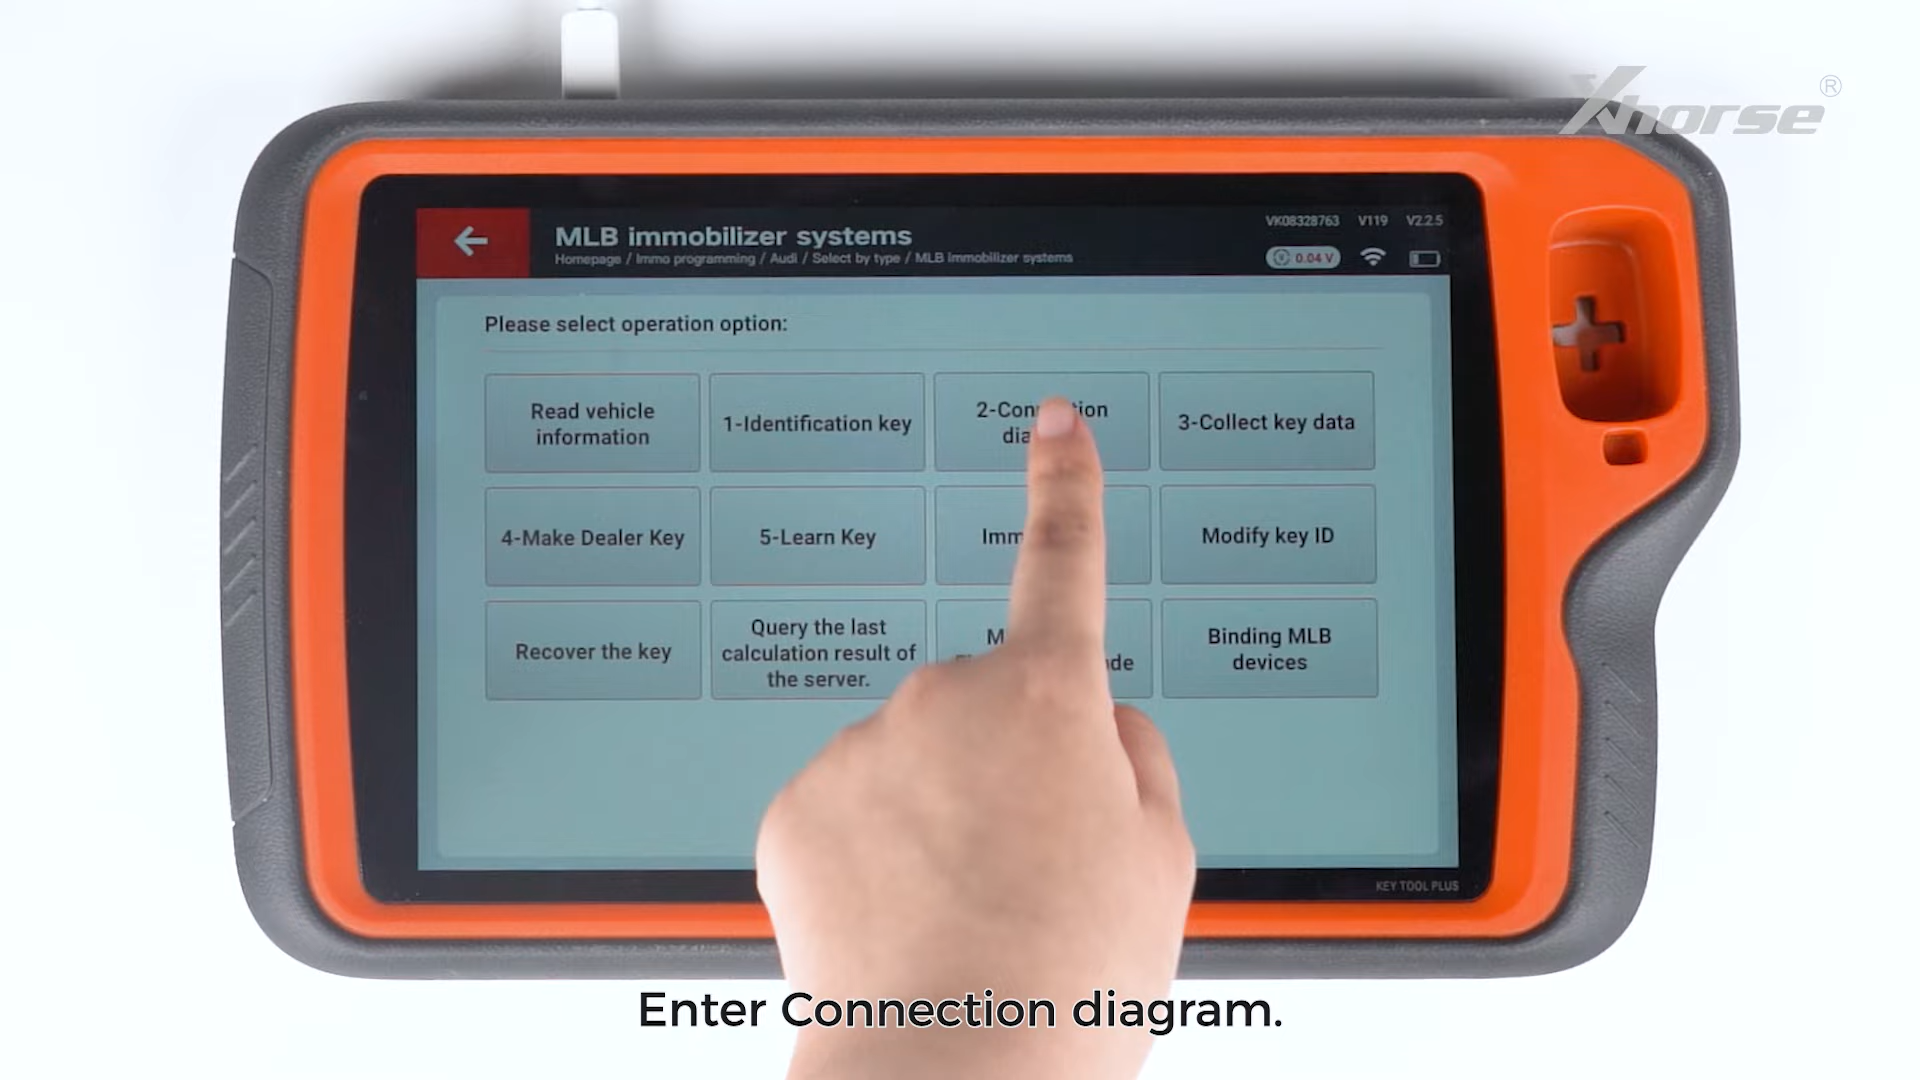 Xhorse®
MLB immobilizer systems
Homepage / Immo programming / Audi / Select by type / MLB immobilizer systems
VK08328763 V119 V2.2.5
0.04 V
Please select operation option:
Read vehicle
information
1-Identification key
2-Connection
3-Collect key data
4-Make Dealer Key
5-Learn Key
Modify key ID
Recover the key
Query the last
calculation result of
the server.
Binding MLB
devices
KEY TOOL PLUS
Enter Connection diagram.